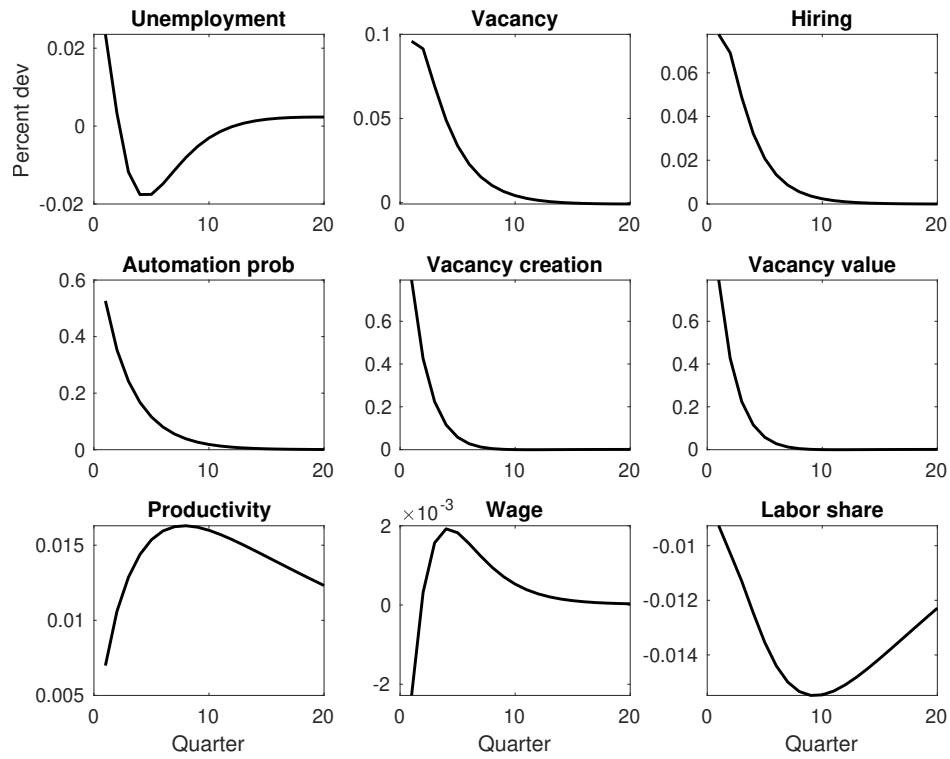 Unemployment
Vacancy
Hiring
Percent dev
0.02
0
-0.02
0 10 20
0.1
0.05
0
0 10 20
0.06
0.04
0.02
0
0 10 20
Automation prob
Vacancy creation
Vacancy value
0.6
0.4
0.2
0
0 10 20
0.6
0.4
0.2
0
0 10 20
0.6
0.4
0.2
0
0 10 20
Productivity
Wage
Labor share
0.015
0.01
0.005
0 10 20
Quarter
×10⁻³
2
0
-2
0 10 20
Quarter
-0.01
-0.012
-0.014
0 10 20
Quarter